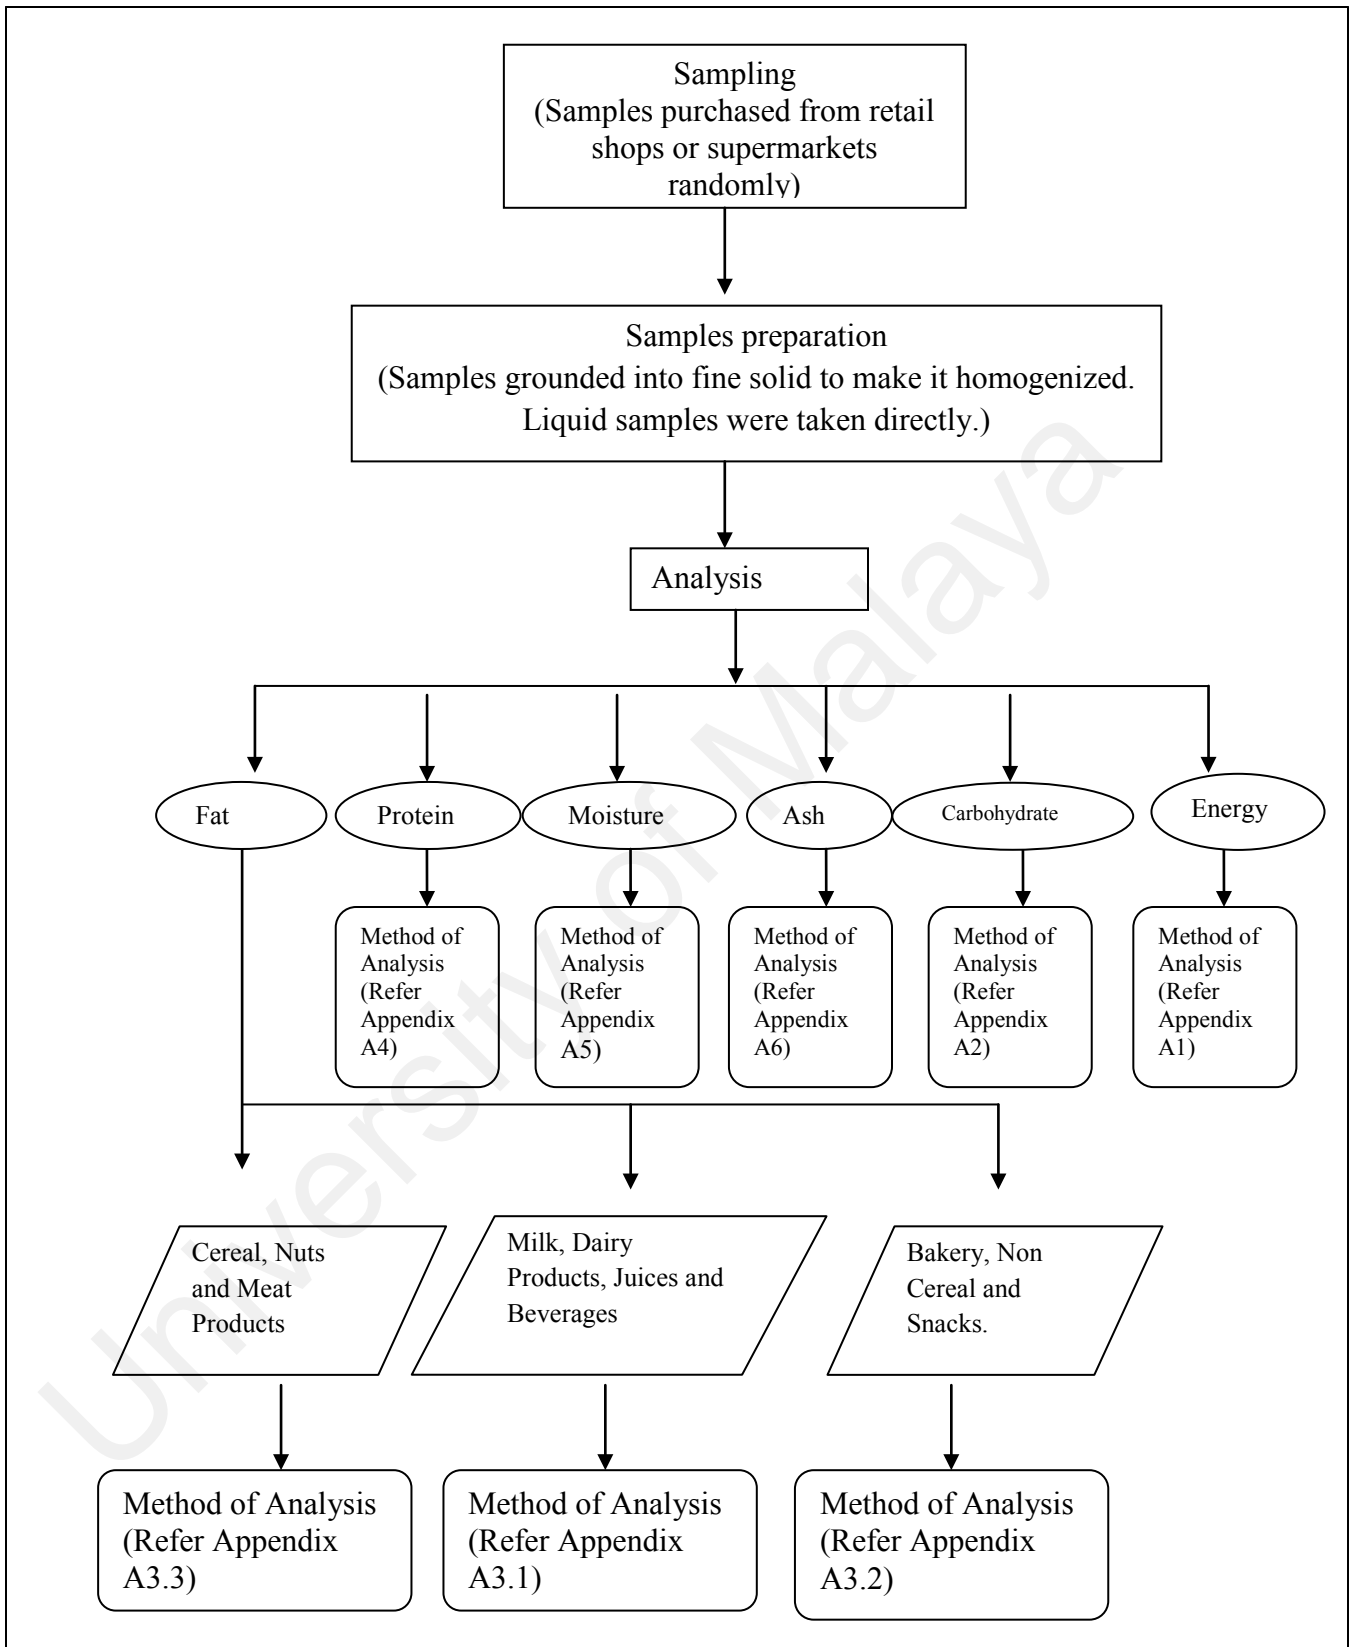 Sampling
(Samples purchased from retail
shops or supermarkets
randomly)
Samples preparation
(Samples grounded into fine solid to make it homogenized.
Liquid samples were taken directly.)
Analysis
Fat
Protein
Moisture
Ash
Carbohydrate
Energy
Method of
Analysis
(Refer
Appendix
A4)
Method of
Analysis
(Refer
Appendix
A5)
Method of
Analysis
(Refer
Appendix
A6)
Method of
Analysis
(Refer
Appendix
A2)
Method of
Analysis
(Refer
Appendix
A1)
Cereal, Nuts
and Meat
Products
Milk, Dairy
Products, Juices and
Beverages
Bakery, Non
Cereal and
Snacks.
Method of Analysis
(Refer Appendix
A3.3)
Method of Analysis
(Refer Appendix
A3.1)
Method of Analysis
(Refer Appendix
A3.2)
University of Malaya